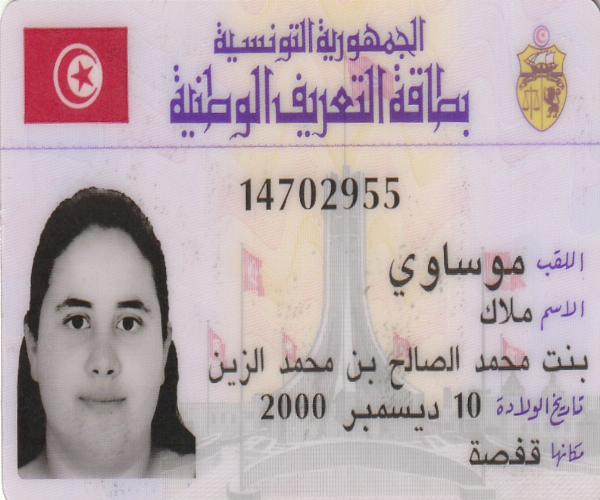 الجمهورية التونسية
بطاقة التعريف الوطنية
14702955
اللقب موساوي
الاسم ملاك
بنت محمد الصالح بن محمد الزين
تاريخ الولادة 10 ديسمبر 2000
مكانها قفصة